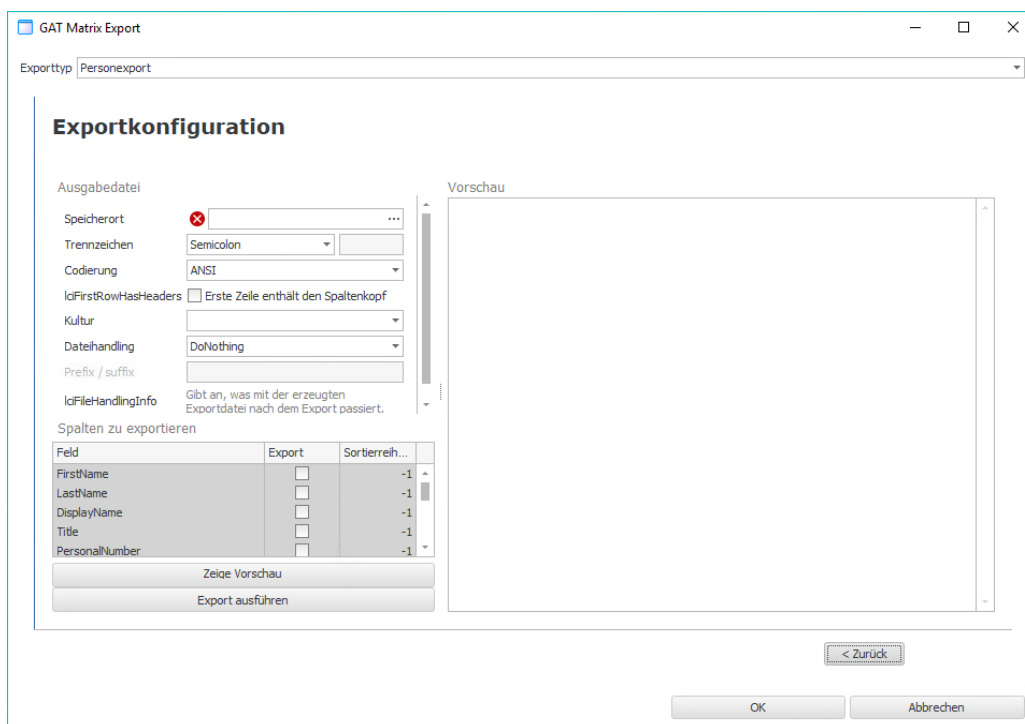 GAT Matrix Export
Exporttyp Personexport
Exportkonfiguration
Ausgabedatei
Speicherort ...
Trennzeichen Semicolon
Codierung ANSI
lciFirstRowHasHeaders Erste Zeile enthält den Spaltenkopf
Kultur
Dateihandling DoNothing
Prefix / suffix
lciFileHandlingInfo Gibt an, was mit der erzeugten
Exportdatei nach dem Export passiert.
Spalten zu exportieren
Feld Export Sortierreih...
FirstName -1
LastName -1
DisplayName -1
Title -1
PersonalNumber -1
Zeige Vorschau
Export ausführen
Vorschau
< Zurück
OK Abbrechen